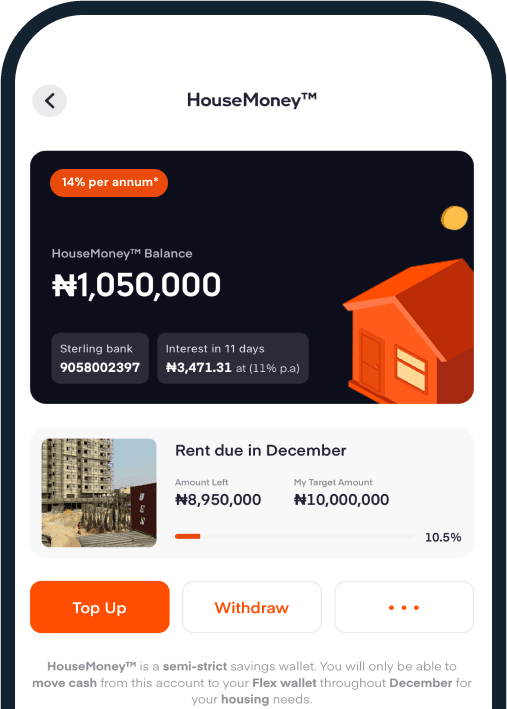 HouseMoney™
14% per annum*
HouseMoney™ Balance
₦1,050,000
Sterling bank
9058002397
Interest in 11 days
₦3,471.31 at (11% p.a)
Rent due in December
Amount Left
₦8,950,000
My Target Amount
₦10,000,000
10.5%
Top Up
Withdraw
HouseMoney™ is a semi-strict savings wallet. You will only be able to
move cash from this account to your Flex wallet throughout December for
your housing needs.